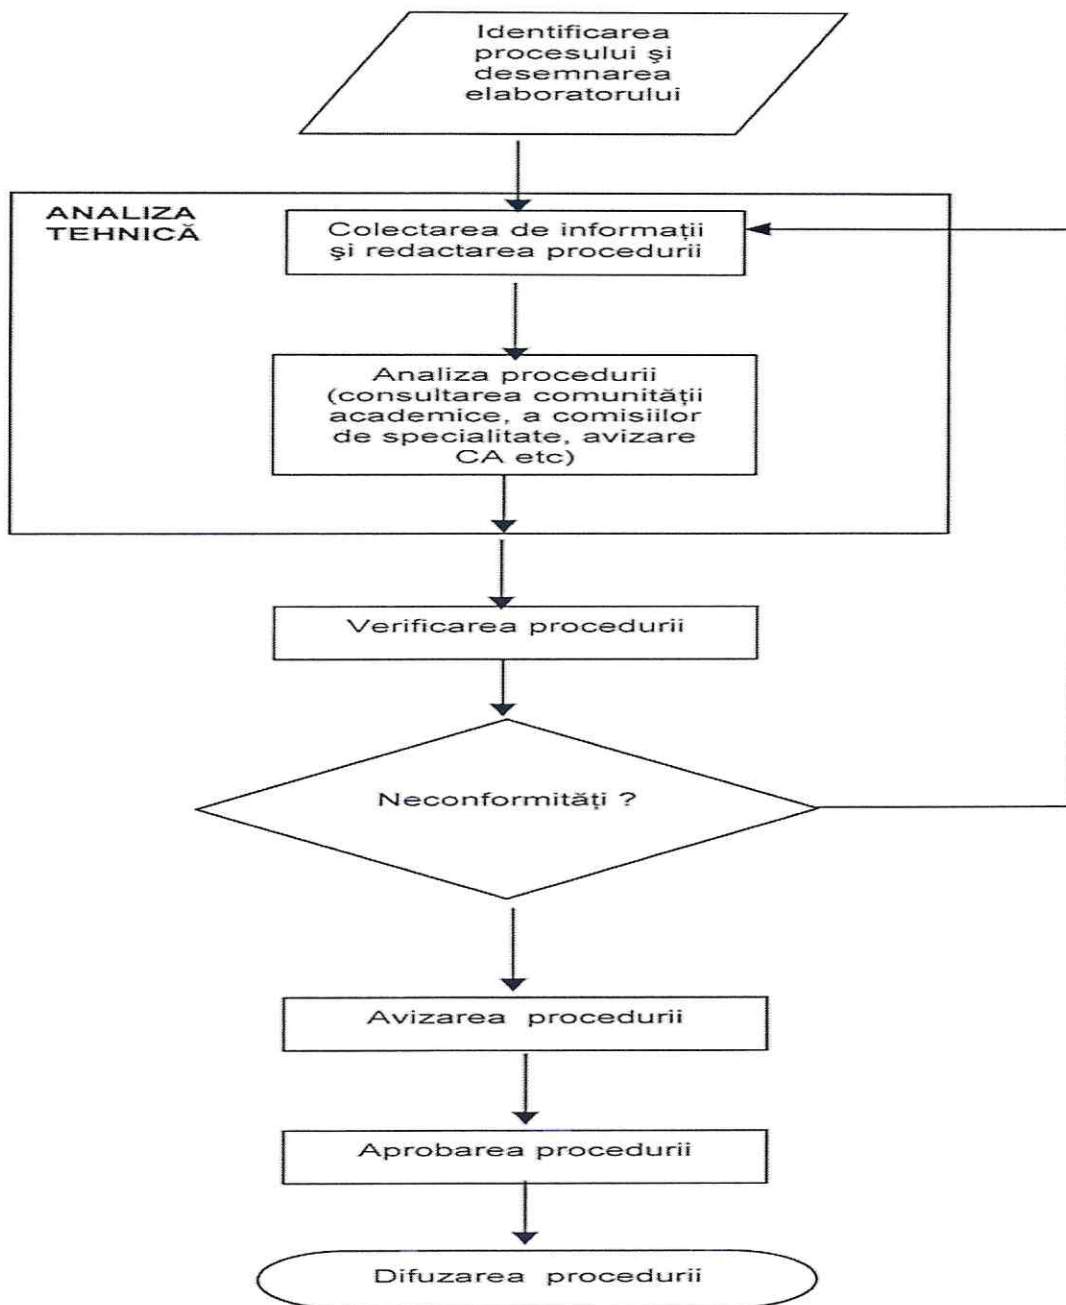 Identificarea
procesului şi
desemnarea
elaboratorului
ANALIZA
TEHNICĂ
Colectarea de informaţii
şi redactarea procedurii
Analiza procedurii
(consultarea comunităţii
academice, a comisiilor
de specialitate, avizare
CA etc)
Verificarea procedurii
Neconformităţi ?
Avizarea procedurii
Aprobarea procedurii
Difuzarea procedurii